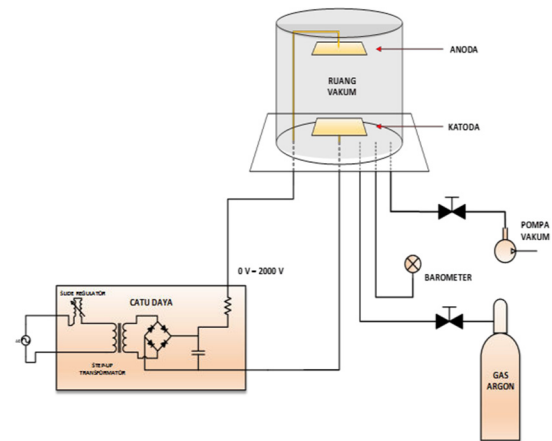 ANODA
RUANG
VAKUM
KATODA
POMPA
VAKUM
0 V – 2000 V
BAROMETER
SLIDE REGULATOR
CATU DAYA
STEP-UP
TRANSFORMATOR
GAS
ARGON